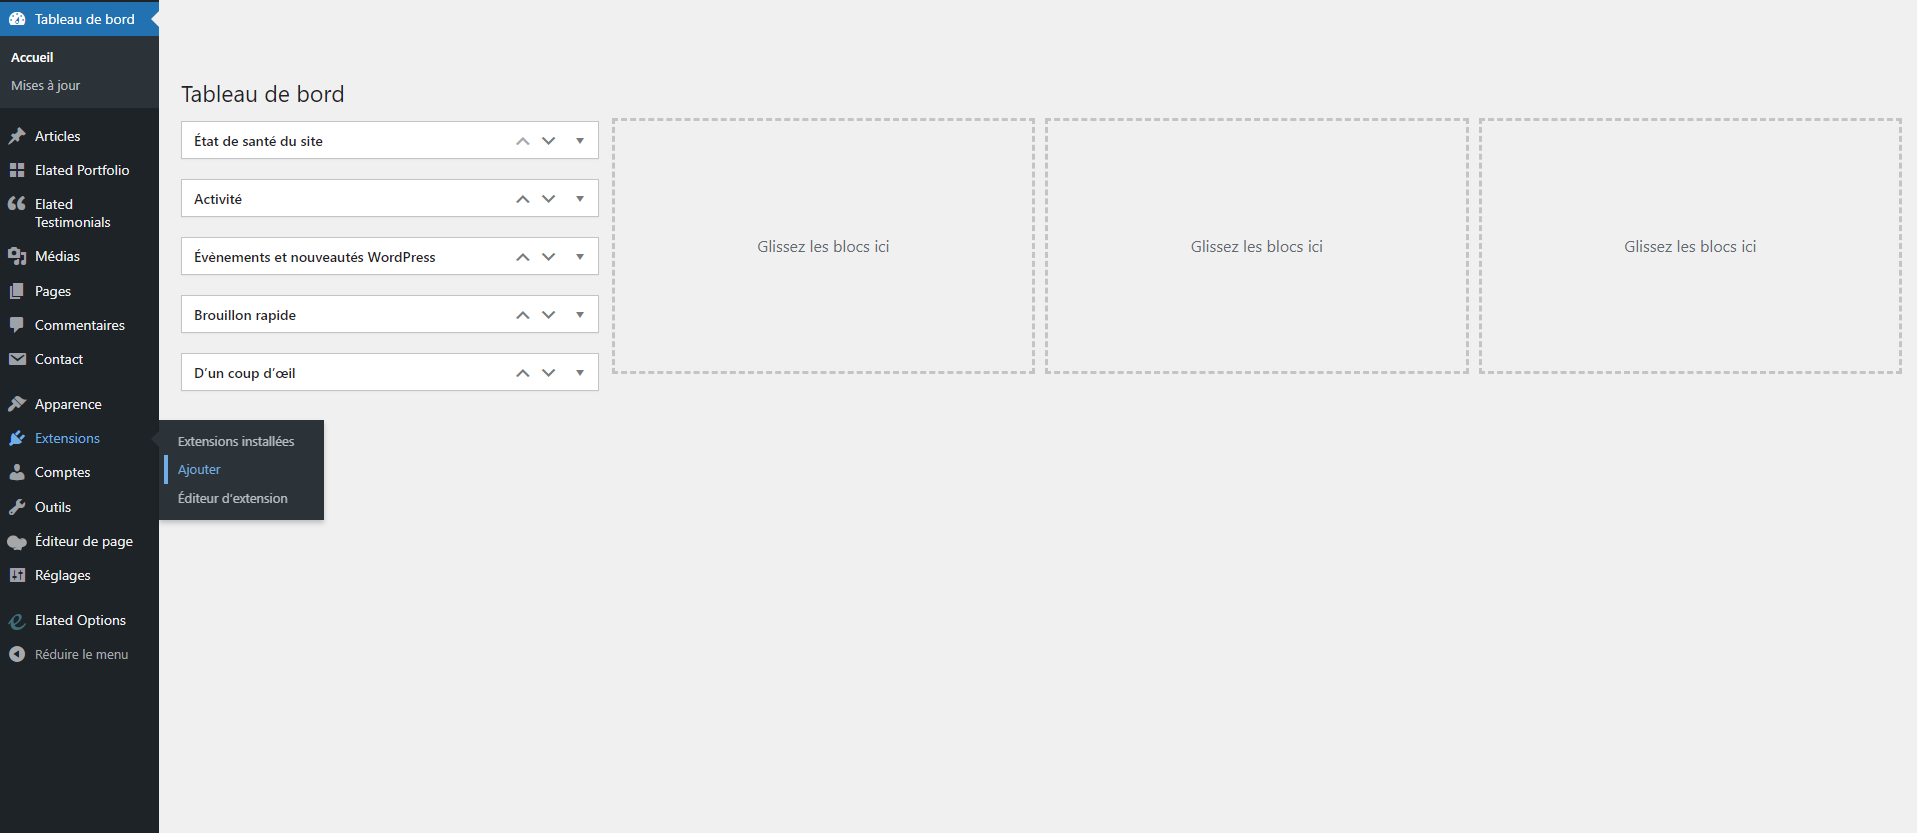 Tableau de bord
Accueil
Mises à jour
Articles
Elated Portfolio
Elated
Testimonials
Médias
Pages
Commentaires
Contact
Apparence
Extensions
Comptes
Outils
Éditeur de page
Réglages
Elated Options
Réduire le menu
Extensions installées
Ajouter
Éditeur d’extension
Tableau de bord
État de santé du site
Activité
Évènements et nouveautés WordPress
Brouillon rapide
D’un coup d’œil
Glissez les blocs ici
Glissez les blocs ici
Glissez les blocs ici